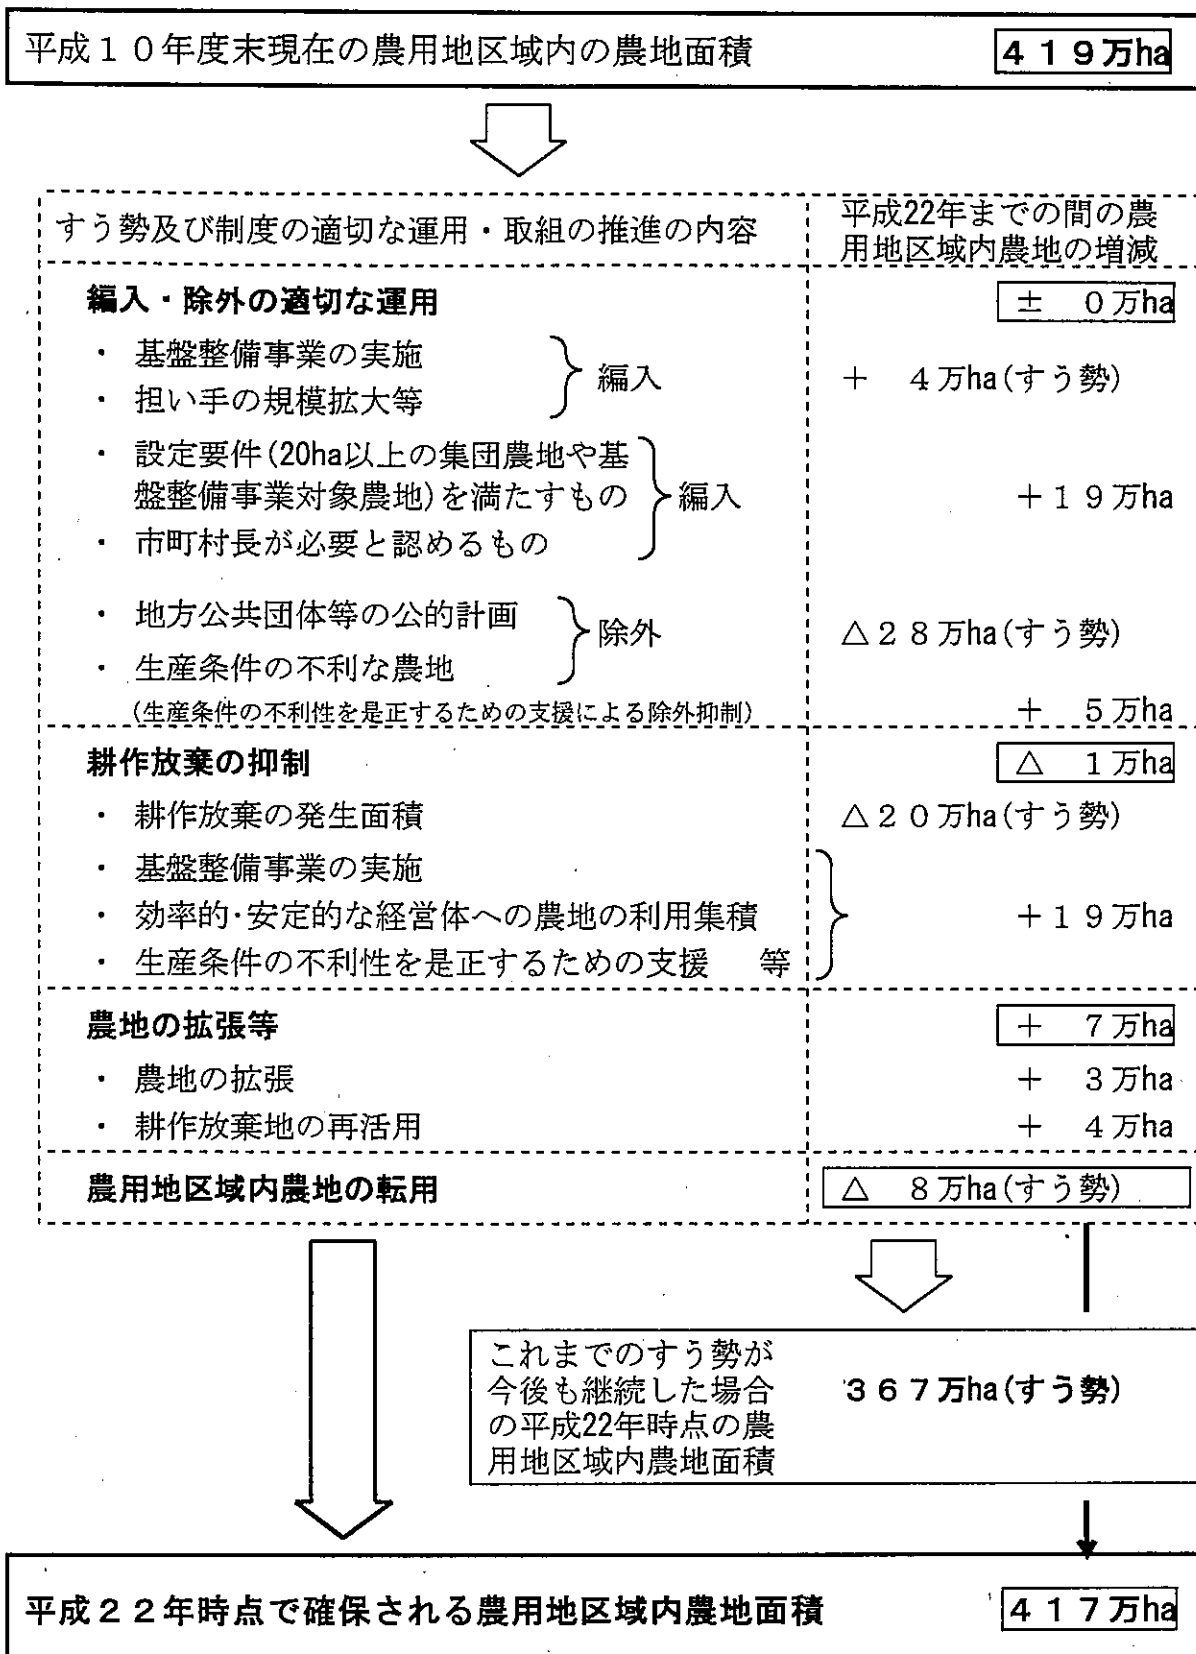 平成１０年度末現在の農用地区域内の農地面積　４１９万ha
すう勢及び制度の適切な運用・取組の推進の内容
平成22年までの間の農
用地区域内農地の増減
編入・除外の適切な運用　±　０万ha
・ 基盤整備事業の実施
・ 担い手の規模拡大等
編入　＋　４万ha(すう勢)
・ 設定要件(20ha以上の集団農地や基
盤整備事業対象農地)を満たすもの
・ 市町村長が必要と認めるもの
編入　＋１９万ha
・ 地方公共団体等の公的計画
・ 生産条件の不利な農地
除外　△２８万ha(すう勢)
(生産条件の不利性を是正するための支援による除外抑制)　＋　５万ha
耕作放棄の抑制　△　１万ha
・ 耕作放棄の発生面積　△２０万ha(すう勢)
・ 基盤整備事業の実施
・ 効率的･安定的な経営体への農地の利用集積　＋１９万ha
・ 生産条件の不利性を是正するための支援　等
農地の拡張等　＋　７万ha
・ 農地の拡張　＋　３万ha
・ 耕作放棄地の再活用　＋　４万ha
農用地区域内農地の転用　△　８万ha(すう勢)
これまでのすう勢が
今後も継続した場合　３６７万ha(すう勢)
の平成22年時点の農
用地区域内農地面積
平成２２年時点で確保される農用地区域内農地面積　４１７万ha